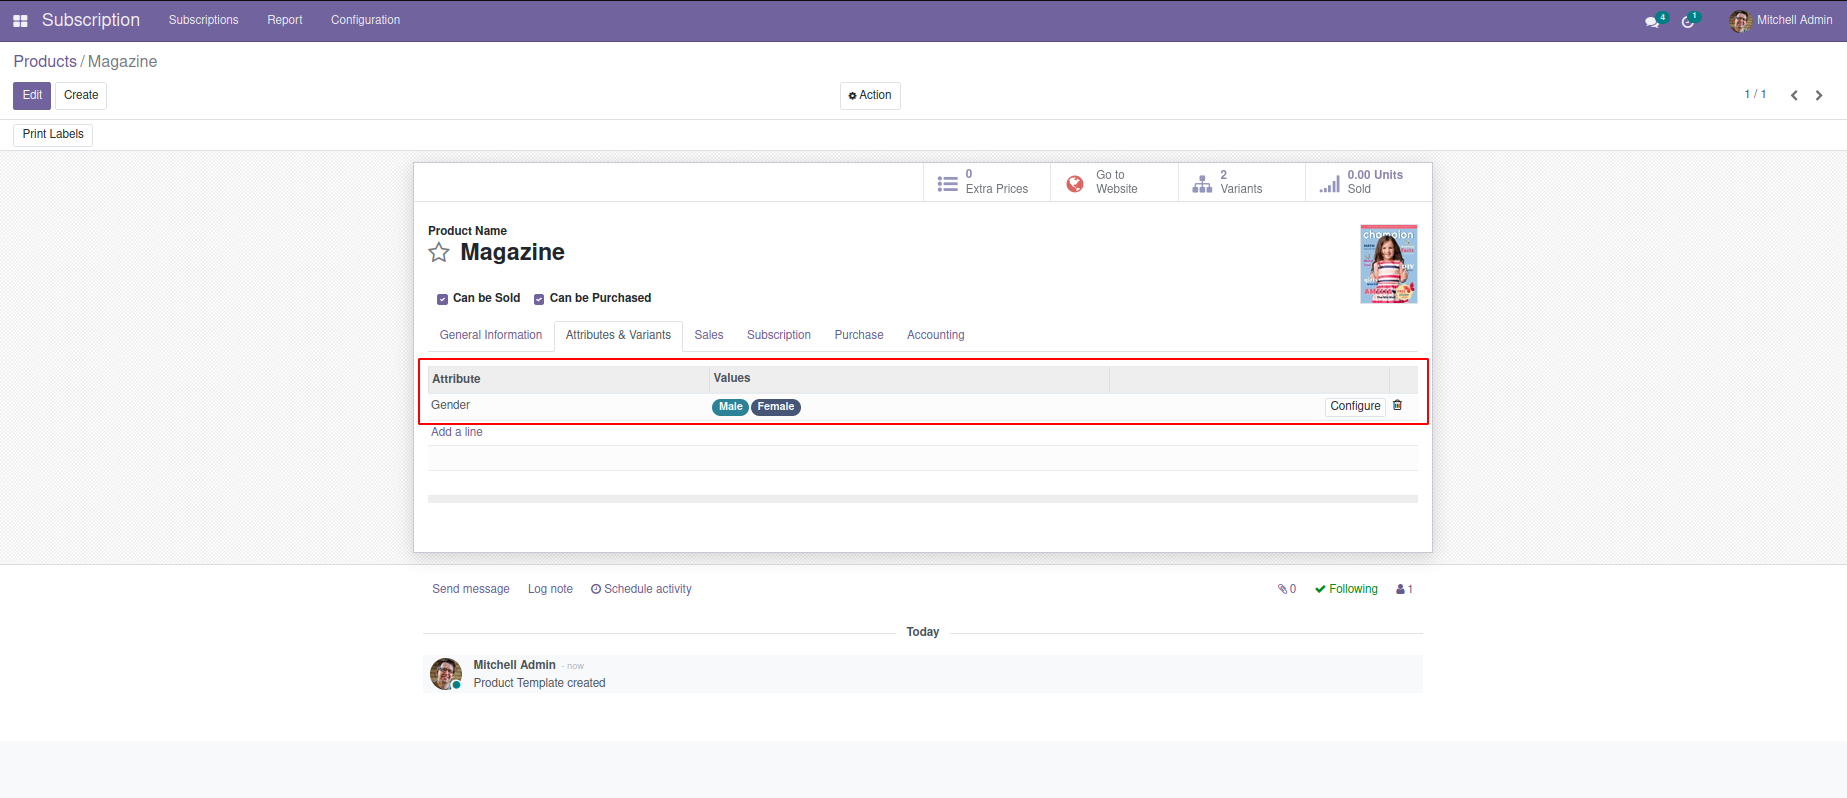 Subscription Subscriptions Report Configuration 4 1 Mitchell Admin
Products / Magazine
Edit Create Action 1 / 1
Print Labels
0 Extra Prices
Go to Website
2 Variants
0.00 Units Sold
Product Name
Magazine
champion
Can be Sold Can be Purchased
General Information Attributes & Variants Sales Subscription Purchase Accounting
Attribute Values
Gender Male Female Configure
Add a line
Send message Log note Schedule activity 0 Following 1
Today
Mitchell Admin - now
Product Template created